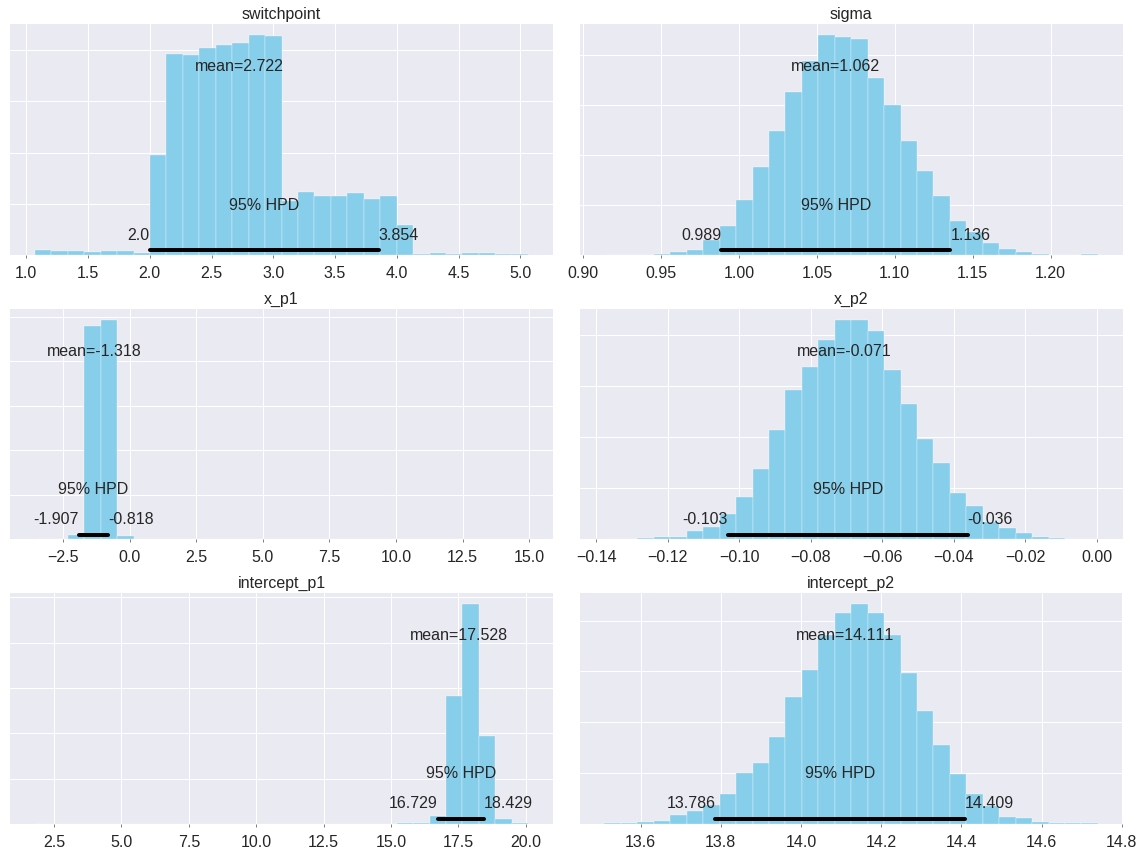 switchpoint
mean=2.722
95% HPD
2.0 3.854
1.0 1.5 2.0 2.5 3.0 3.5 4.0 4.5 5.0
sigma
mean=1.062
95% HPD
0.989 1.136
0.90 0.95 1.00 1.05 1.10 1.15 1.20
x_p1
mean=-1.318
95% HPD
-1.907 -0.818
−2.5 0.0 2.5 5.0 7.5 10.0 12.5 15.0
x_p2
mean=-0.071
95% HPD
-0.103 -0.036
−0.14 −0.12 −0.10 −0.08 −0.06 −0.04 −0.02 0.00
intercept_p1
mean=17.528
95% HPD
16.729 18.429
2.5 5.0 7.5 10.0 12.5 15.0 17.5 20.0
intercept_p2
mean=14.111
95% HPD
13.786 14.409
13.6 13.8 14.0 14.2 14.4 14.6 14.8